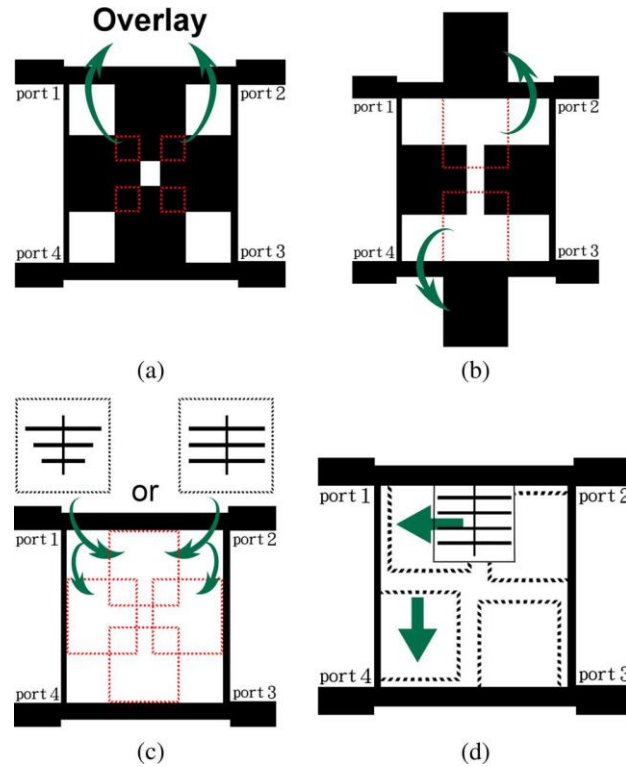 Overlay
port 1
port 2
port 4
port 3
(a)
port 1
port 2
port 4
port 3
(b)
or
port 1
port 2
port 4
port 3
(c)
port 1
port 2
port 4
port 3
(d)